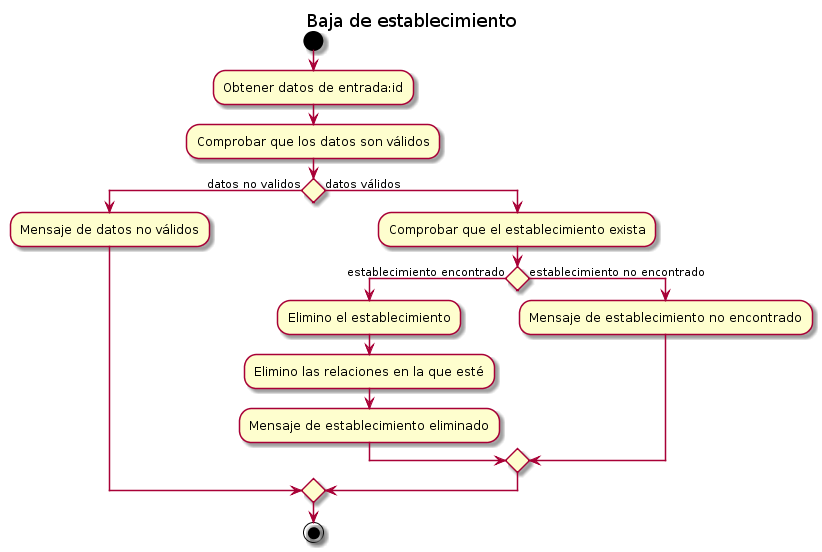 Baja de establecimiento
Obtener datos de entrada:id
Comprobar que los datos son válidos
datos no validos
datos válidos
Mensaje de datos no válidos
Comprobar que el establecimiento exista
establecimiento encontrado
establecimiento no encontrado
Elimino el establecimiento
Mensaje de establecimiento no encontrado
Elimino las relaciones en la que esté
Mensaje de establecimiento eliminado